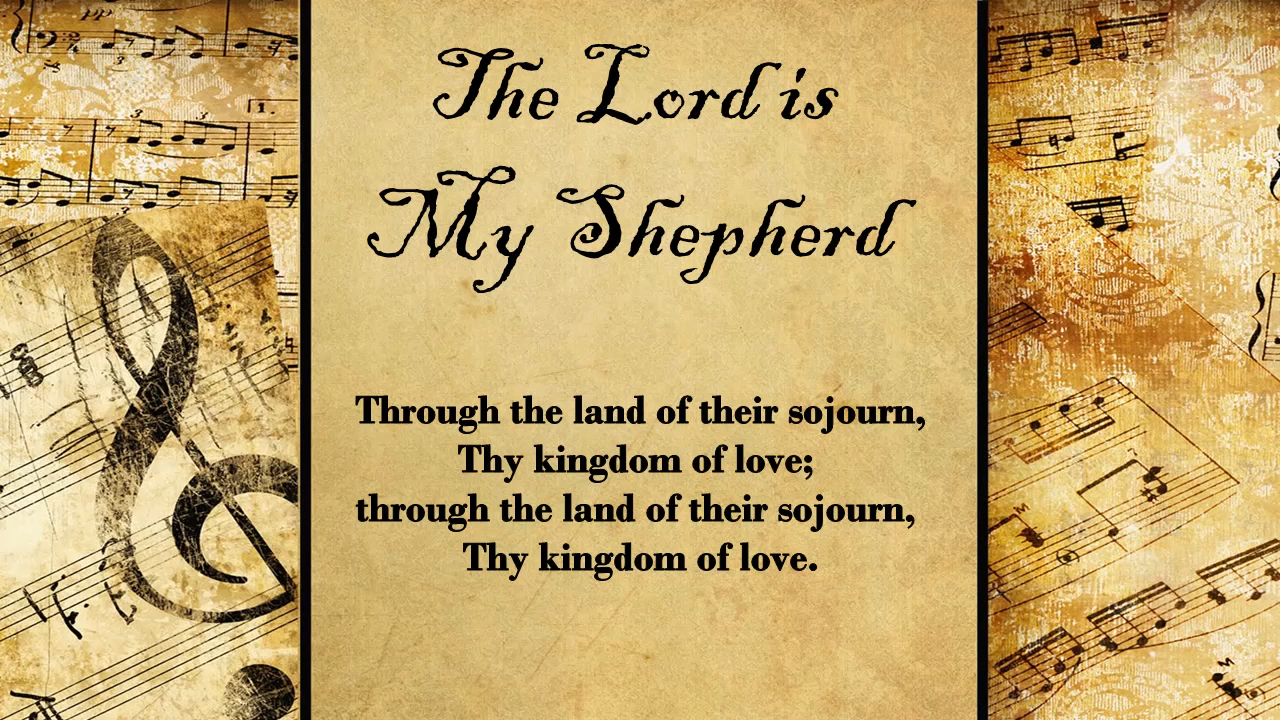 The Lord is
My Shepherd
Through the land of their sojourn,
Thy kingdom of love;
through the land of their sojourn,
Thy kingdom of love.